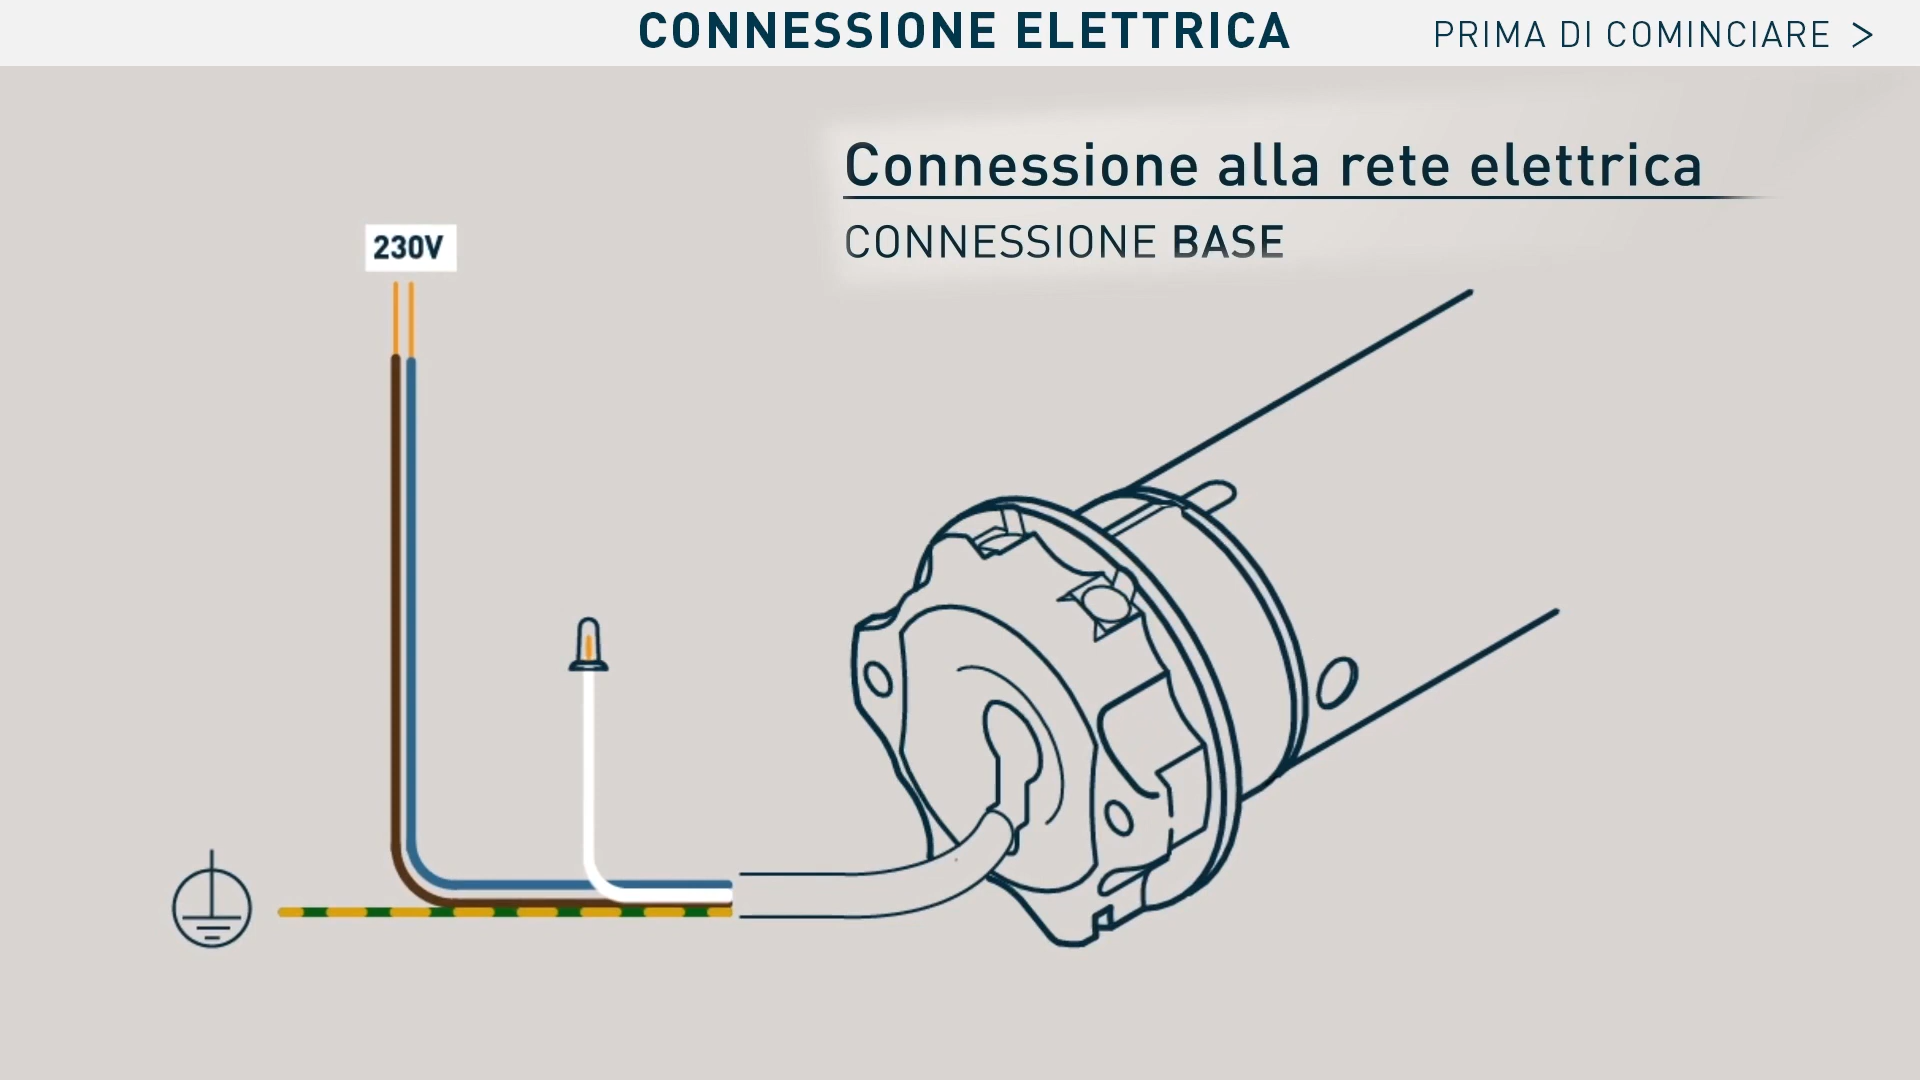 CONNESSIONE ELETTRICA
PRIMA DI COMINCIARE >
Connessione alla rete elettrica
CONNESSIONE BASE
230V